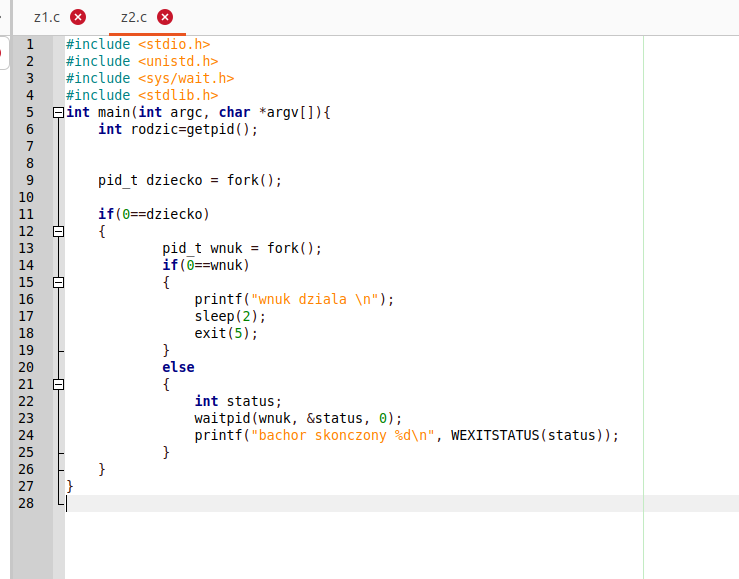 z1.c z2.c
1 #include <stdio.h>
2 #include <unistd.h>
3 #include <sys/wait.h>
4 #include <stdlib.h>
5 int main(int argc, char *argv[]){
6     int rodzic=getpid();
7
8
9     pid_t dziecko = fork();
10
11     if(0==dziecko)
12     {
13             pid_t wnuk = fork();
14             if(0==wnuk)
15             {
16                 printf("wnuk dziala \n");
17                 sleep(2);
18                 exit(5);
19             }
20             else
21             {
22                 int status;
23                 waitpid(wnuk, &status, 0);
24                 printf("bachor skonczony %d\n", WEXITSTATUS(status));
25             }
26     }
27 }
28